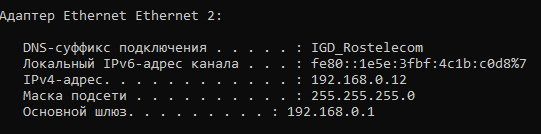 Адаптер Ethernet Ethernet 2:
DNS-суффикс подключения . . . . . : IGD_Rostelecom
Локальный IPv6-адрес канала . . . : fe80::1e5e:3fbf:4c1b:c0d8%7
IPv4-адрес. . . . . . . . . . . . : 192.168.0.12
Маска подсети . . . . . . . . . . : 255.255.255.0
Основной шлюз. . . . . . . . . : 192.168.0.1